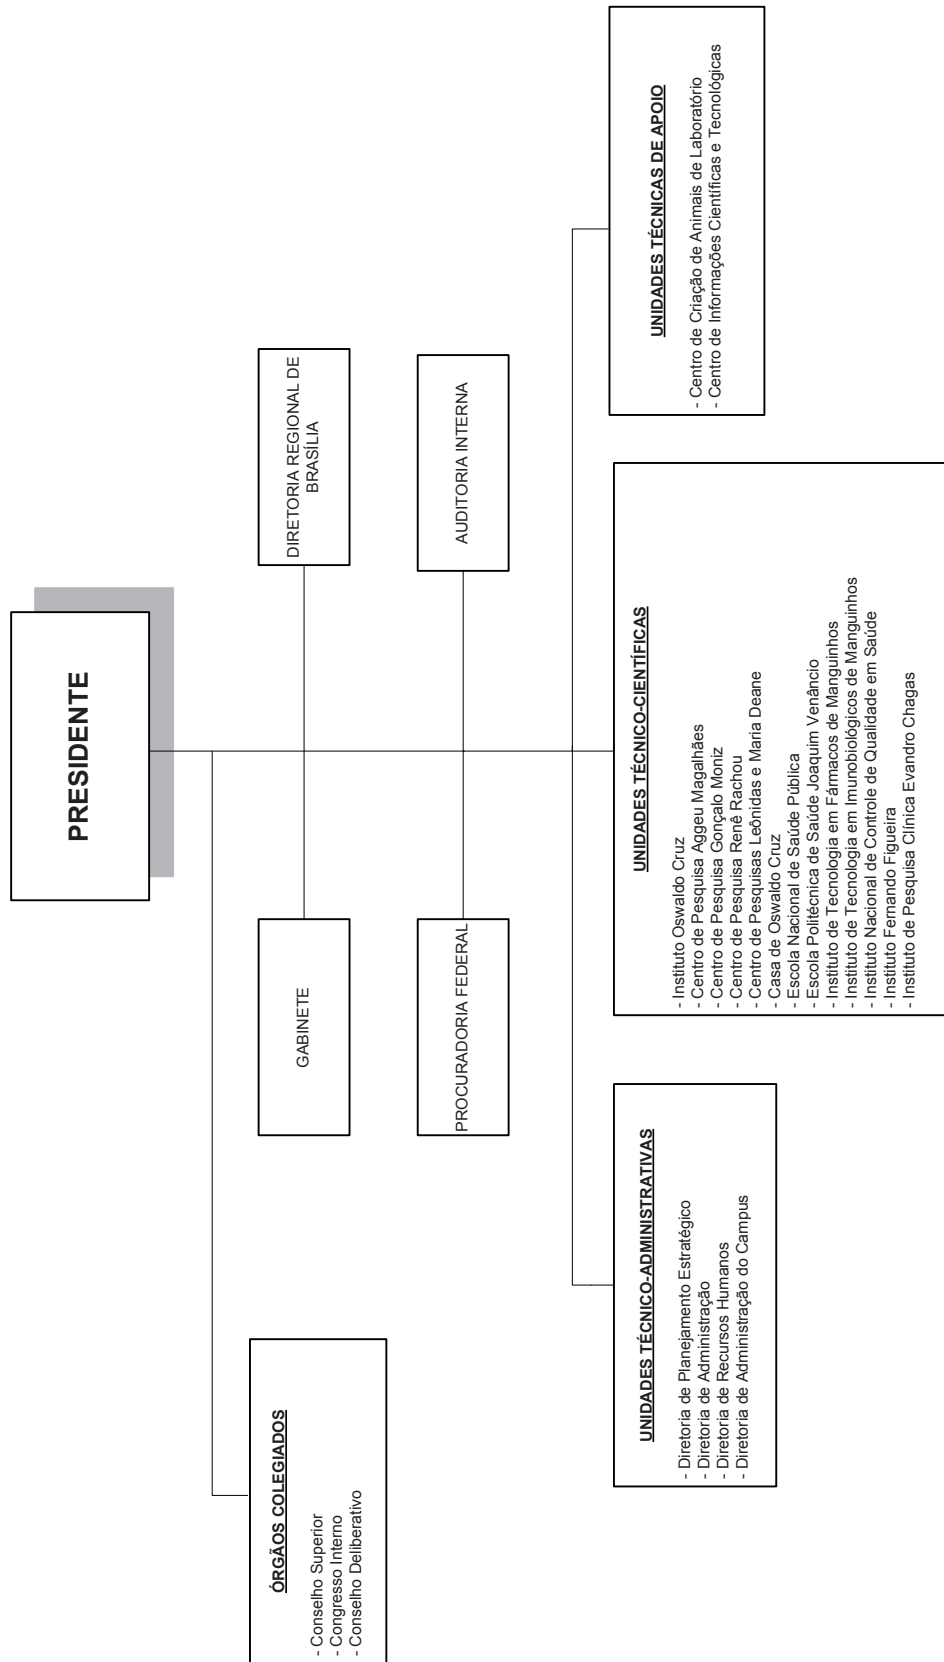 PRESIDENTE
ÓRGÃOS COLEGIADOS
- Conselho Superior
- Congresso Interno
- Conselho Deliberativo
GABINETE
DIRETORIA REGIONAL DE
BRASÍLIA
PROCURADORIA FEDERAL
AUDITORIA INTERNA
UNIDADES TÉCNICO-ADMINISTRATIVAS
- Diretoria de Planejamento Estratégico
- Diretoria de Administração
- Diretoria de Recursos Humanos
- Diretoria de Administração do Campus
UNIDADES TÉCNICO-CIENTÍFICAS
- Instituto Oswaldo Cruz
- Centro de Pesquisa Aggeu Magalhães
- Centro de Pesquisa Gonçalo Moniz
- Centro de Pesquisa Renê Rachou
- Centro de Pesquisas Leônidas e Maria Deane
- Casa de Oswaldo Cruz
- Escola Nacional de Saúde Pública
- Escola Politécnica de Saúde Joaquim Venâncio
- Instituto de Tecnologia em Fármacos de Manguinhos
- Instituto de Tecnologia em Imunobiológicos de Manguinhos
- Instituto Nacional de Controle de Qualidade em Saúde
- Instituto Fernando Figueira
- Instituto de Pesquisa Clínica Evandro Chagas
UNIDADES TÉCNICAS DE APOIO
- Centro de Criação de Animais de Laboratório
- Centro de Informações Científicas e Tecnológicas